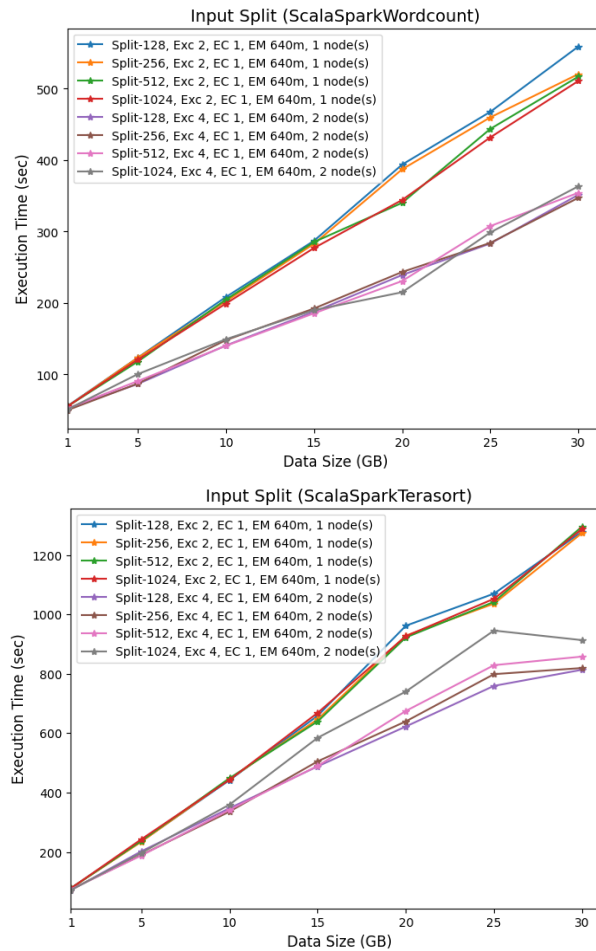 Input Split (ScalaSparkWordcount)
Split-128, Exc 2, EC 1, EM 640m, 1 node(s)
Split-256, Exc 2, EC 1, EM 640m, 1 node(s)
Split-512, Exc 2, EC 1, EM 640m, 1 node(s)
Split-1024, Exc 2, EC 1, EM 640m, 1 node(s)
Split-128, Exc 4, EC 1, EM 640m, 2 node(s)
Split-256, Exc 4, EC 1, EM 640m, 2 node(s)
Split-512, Exc 4, EC 1, EM 640m, 2 node(s)
Split-1024, Exc 4, EC 1, EM 640m, 2 node(s)
Execution Time (sec)
500
400
300
200
100
1 5 10 15 20 25 30
Data Size (GB)
Input Split (ScalaSparkTerasort)
Split-128, Exc 2, EC 1, EM 640m, 1 node(s)
Split-256, Exc 2, EC 1, EM 640m, 1 node(s)
Split-512, Exc 2, EC 1, EM 640m, 1 node(s)
Split-1024, Exc 2, EC 1, EM 640m, 1 node(s)
Split-128, Exc 4, EC 1, EM 640m, 2 node(s)
Split-256, Exc 4, EC 1, EM 640m, 2 node(s)
Split-512, Exc 4, EC 1, EM 640m, 2 node(s)
Split-1024, Exc 4, EC 1, EM 640m, 2 node(s)
Execution Time (sec)
1200
1000
800
600
400
200
1 5 10 15 20 25 30
Data Size (GB)